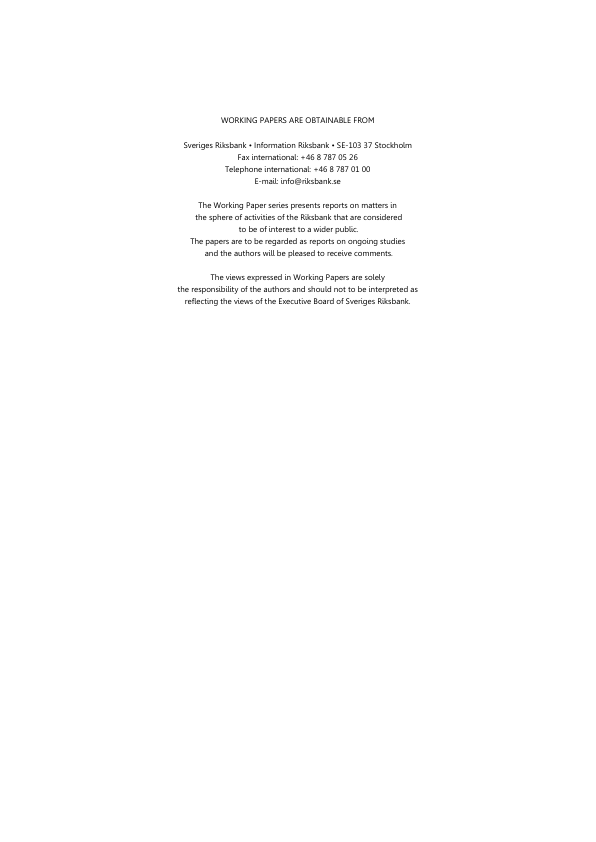 WORKING PAPERS ARE OBTAINABLE FROM
Sveriges Riksbank • Information Riksbank • SE-103 37 Stockholm
Fax international: +46 8 787 05 26
Telephone international: +46 8 787 01 00
E-mail: info@riksbank.se
The Working Paper series presents reports on matters in
the sphere of activities of the Riksbank that are considered
to be of interest to a wider public.
The papers are to be regarded as reports on ongoing studies
and the authors will be pleased to receive comments.
The views expressed in Working Papers are solely
the responsibility of the authors and should not to be interpreted as
reflecting the views of the Executive Board of Sveriges Riksbank.